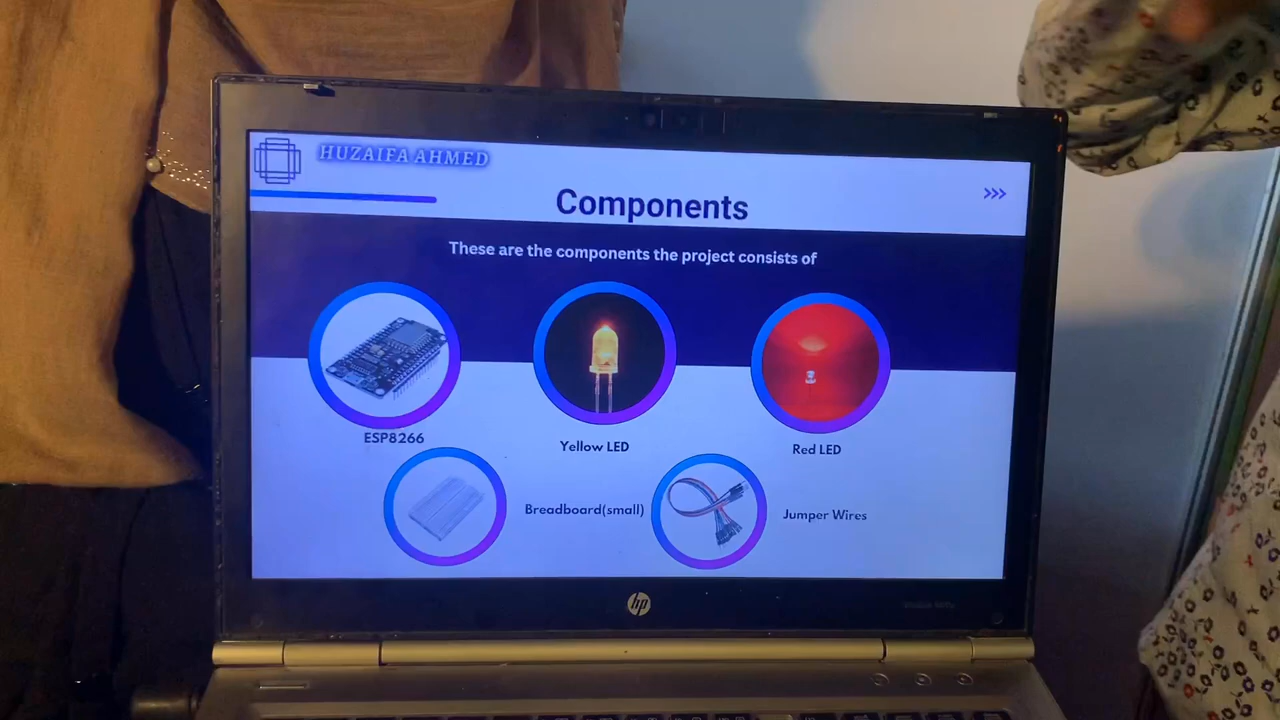 HUZAIFA AHMED
>>>
Components
These are the components the project consists of
ESP8266
Yellow LED
Red LED
Breadboard(small)
Jumper Wires
hp